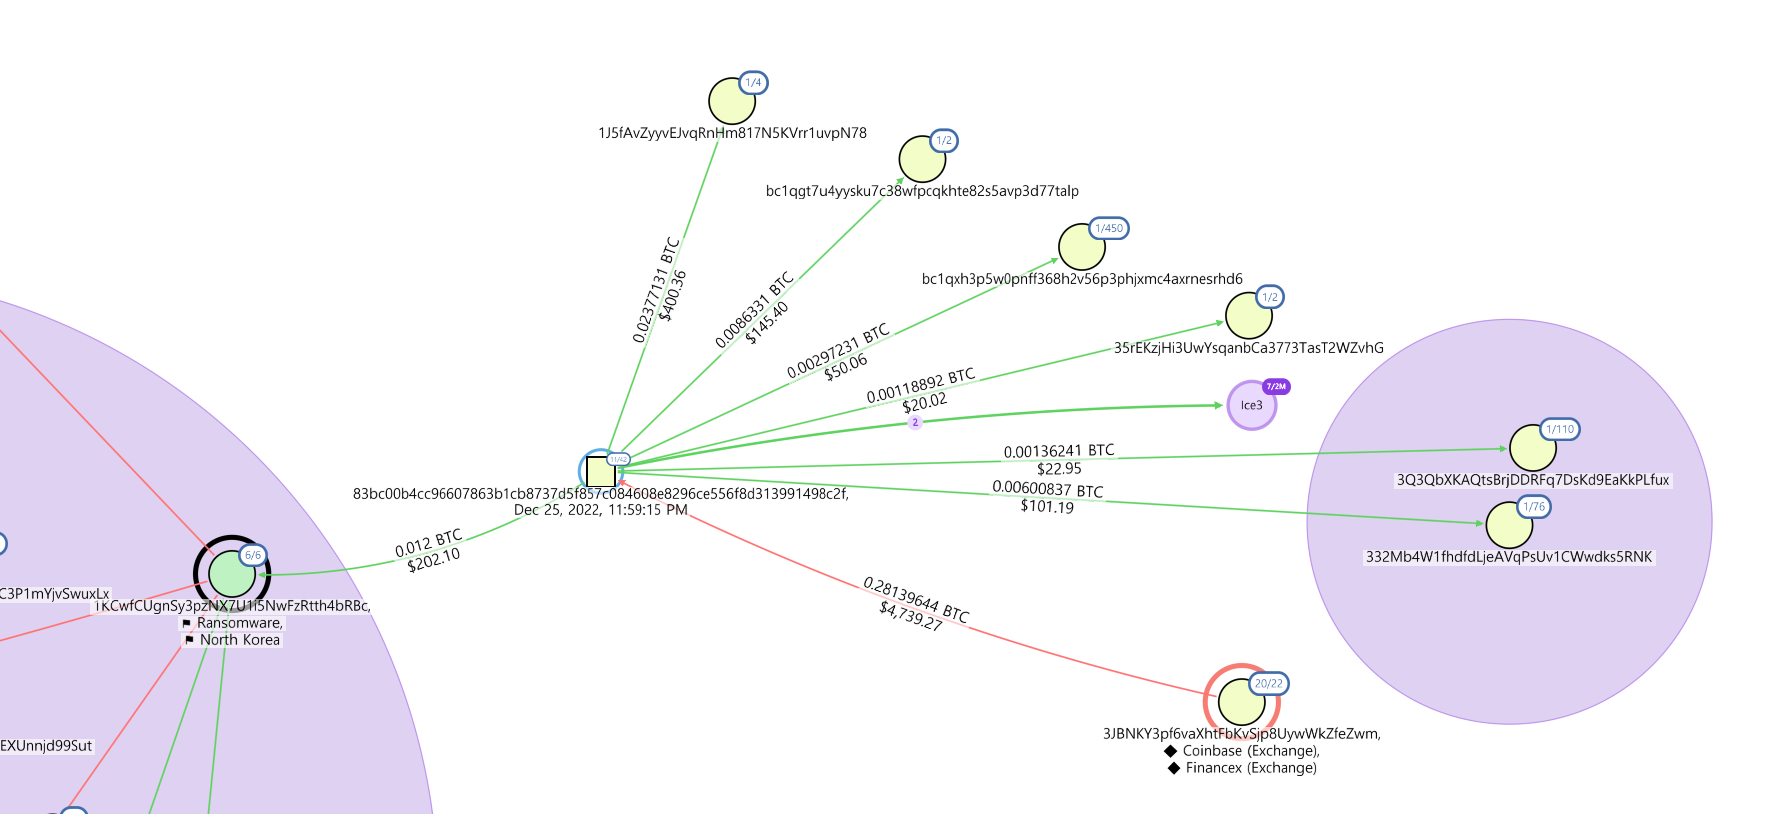 1/4
1J5fAvZyyvEJvqRnHm817N5KVrr1uvpN78
1/2
bc1qgt7u4yysku7c38wfpcqkhte82s5avp3d77talp
1/450
bc1qxh3p5w0pnff368h2v56p3phjxmc4axrnesrhd6
1/2
35rEKzjHi3UwYsqanbCa3773TasT2WZvhG
0.02377131 BTC
$400.36
0.0086331 BTC
$145.40
0.00297231 BTC
$50.06
0.00118892 BTC
$20.02
2
7/2M
Ice3
0.00136241 BTC
$22.95
1/110
3Q3QbXKAQtsBrjDDRFq7DsKd9EaKkPLfux
0.00600837 BTC
$101.19
1/76
332Mb4W1fhdfdLjeAVqPsUv1CWwdks5RNK
11/42
83bc00b4cc96607863b1cb8737d5f857c084608e8296ce556f8d313991498c2f,
Dec 25, 2022, 11:59:15 PM
0.012 BTC
$202.10
6/6
C3P1mYjvSwuxLx
1KCwfCUgnSy3pzNX7U1i5NwFzRtth4bRBc,
Ransomware,
North Korea
0.28139644 BTC
$4,739.27
20/22
3JBNKY3pf6vaXhtFbKvSjp8UywWkZfeZwm,
Coinbase (Exchange),
Financex (Exchange)
EXUnnjd99Sut